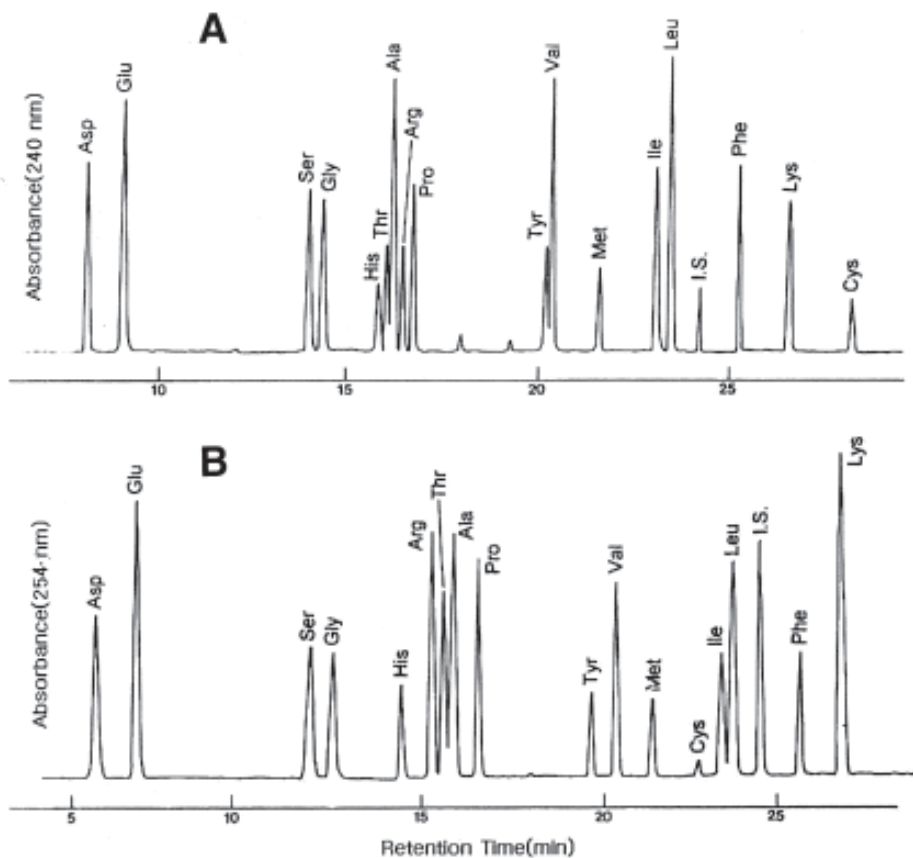 A
Absorbance(240 nm)
Asp
Glu
Ser
Gly
His
Thr
Ala
Arg
Pro
Tyr
Val
Met
Ile
Leu
I.S.
Phe
Lys
Cys
10
15
20
25
B
Absorbance(254·nm)
Asp
Glu
Ser
Gly
His
Arg
Thr
Ala
Pro
Tyr
Val
Met
Cys
Ile
Leu
I.S.
Phe
Lys
5
10
15
20
25
Retention Time(min)